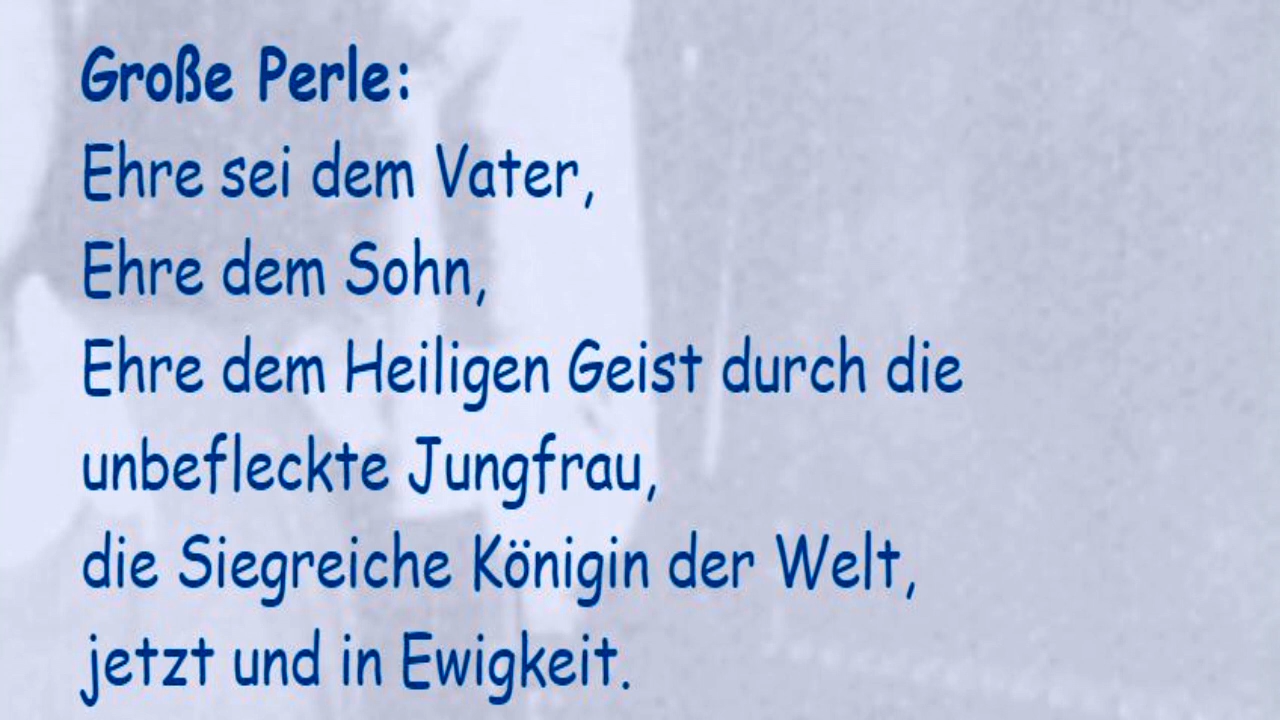 Große Perle:
Ehre sei dem Vater,
Ehre dem Sohn,
Ehre dem Heiligen Geist durch die
unbefleckte Jungfrau,
die Siegreiche Königin der Welt,
jetzt und in Ewigkeit.